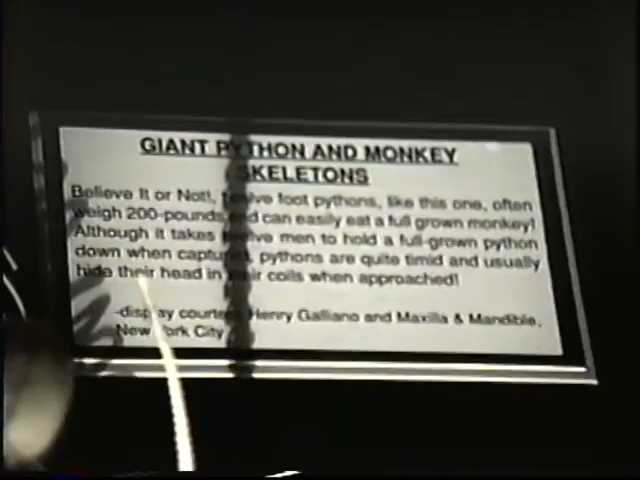 GIANT PYTHON AND MONKEY
SKELETONS
Believe It or Not!, twelve foot pythons, like this one, often
weigh 200-pounds and can easily eat a full grown monkey!
Although it takes twelve men to hold a full-grown python
down when captured, pythons are quite timid and usually
hide their head in their coils when approached!
-display courtesy Henry Galliano and Maxilla & Mandible,
New York City